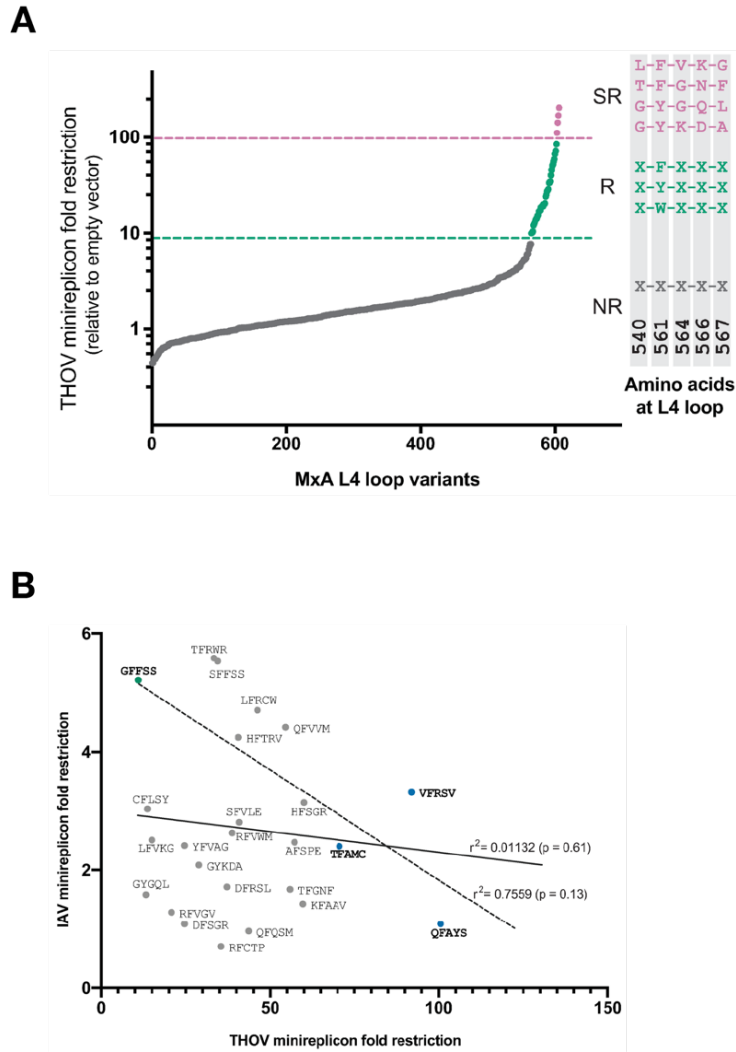 A
THOV minireplicon fold restriction
(relative to empty vector)
100
10
1
0
200
400
600
MxA L4 loop variants
SR
R
NR
L-F-V-K-G
T-F-G-N-F
G-Y-G-Q-L
G-Y-K-D-A
X-F-X-X-X
X-Y-X-X-X
X-W-X-X-X
X-X-X-X-X
540
561
564
566
567
Amino acids
at L4 loop
B
IAV minireplicon fold restriction
6
4
2
0
TFRWR
GFFSS
SFFSS
LFRCW
QFVVM
HFTRV
VFRSV
CFLSY
HFSGR
SFVLE
RFVWM
LFVKG
YFVAG
AFSPE
TFAMC
r²= 0.01132 (p = 0.61)
GYKDA
r²= 0.7559 (p = 0.13)
GYGQL
DFRSL
TFGNF
KFAAV
RFVGV
DFSGR
QFQSM
QFAYS
RFCTP
0
50
100
150
THOV minireplicon fold restriction